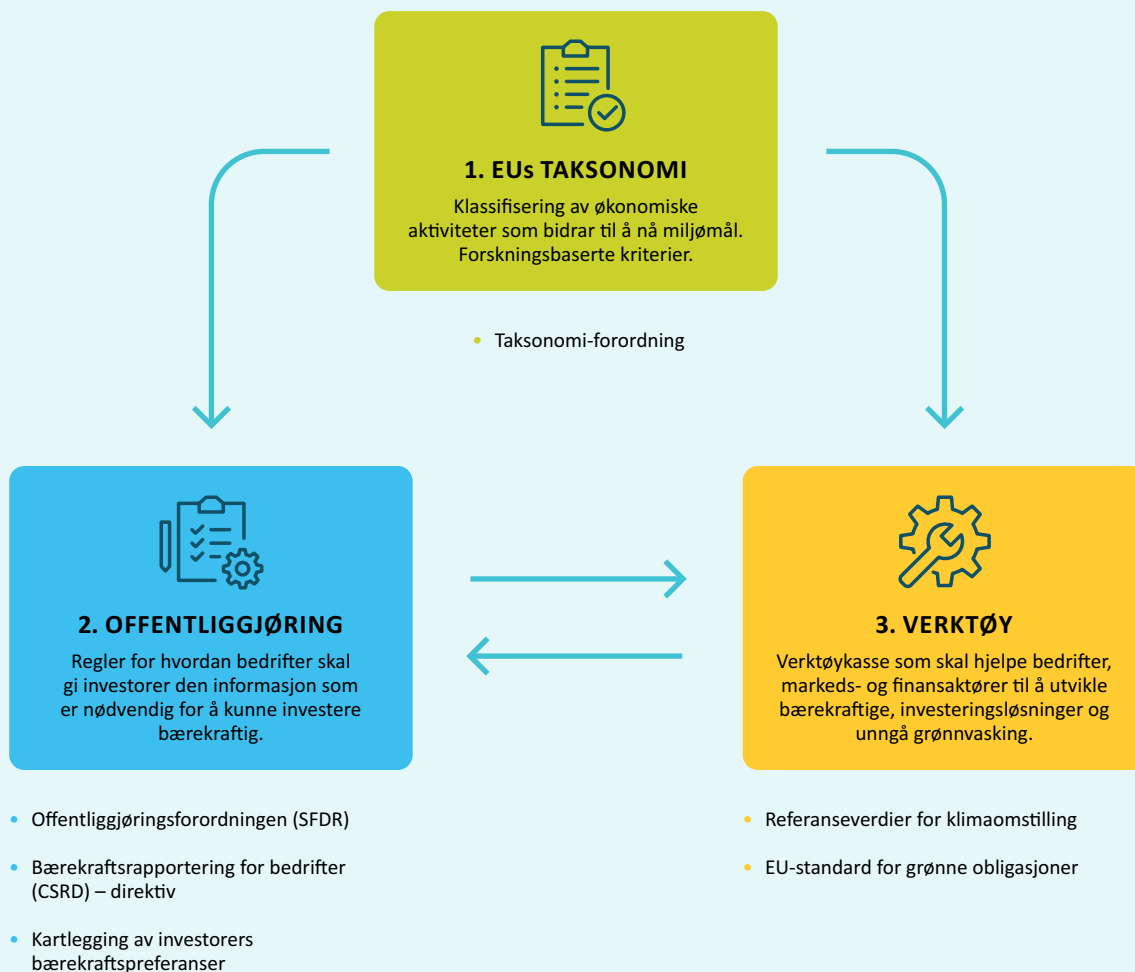 1. EUs TAKSONOMI
Klassifisering av økonomiske
aktiviteter som bidrar til å nå miljømål.
Forskningsbaserte kriterier.
• Taksonomi-forordning
2. OFFENTLIGGJØRING
Regler for hvordan bedrifter skal
gi investorer den informasjon som
er nødvendig for å kunne investere
bærekraftig.
• Offentliggjøringsforordningen (SFDR)
• Bærekraftsrapportering for bedrifter
(CSRD) – direktiv
• Kartlegging av investorers
bærekraftspreferanser
3. VERKTØY
Verktøykasse som skal hjelpe bedrifter,
markeds- og finansaktører til å utvikle
bærekraftige, investeringsløsninger og
unngå grønnvasking.
• Referanseverdier for klimaomstilling
• EU-standard for grønne obligasjoner